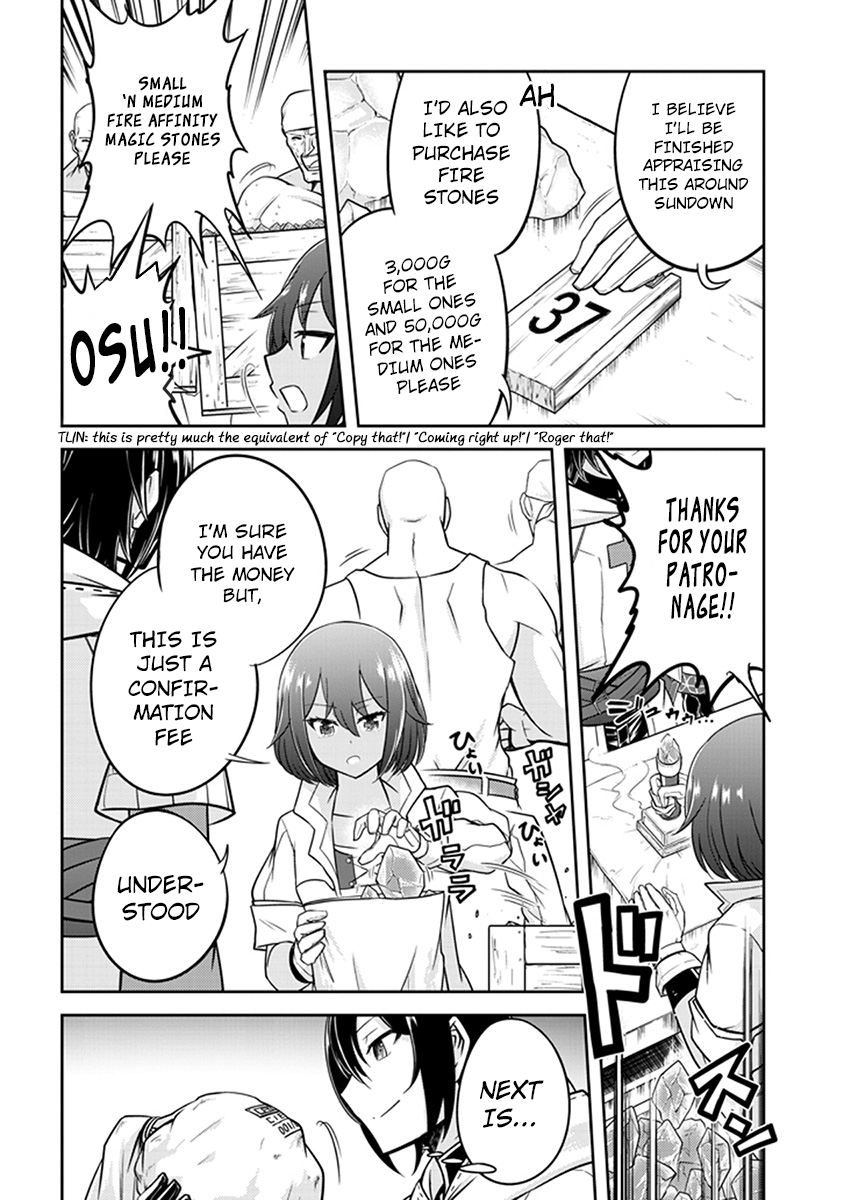 I BELIEVE
I'LL BE
FINISHED
APPRAISING
THIS AROUND
SUNDOWN
AH
I'D ALSO
LIKE TO
PURCHASE
FIRE
STONES
3,000G
FOR THE
SMALL ONES
AND 50,000G
FOR THE ME-
DIUM ONES
PLEASE
37
SMALL
'N MEDIUM
FIRE AFFINITY
MAGIC STONES
PLEASE
OSU!!
TL/N: this is pretty much the equivalent of "Copy that!"/ "Coming right up!"/ "Roger that!"
THANKS
FOR YOUR
PATRO-
NAGE!!
ドドン
I'M SURE
YOU HAVE
THE MONEY
BUT,
THIS IS
JUST A
CONFIR-
MATION
FEE
ひょい
ガシャ
ひょい
ガララ
UNDER-
STOOD
NEXT
IS...